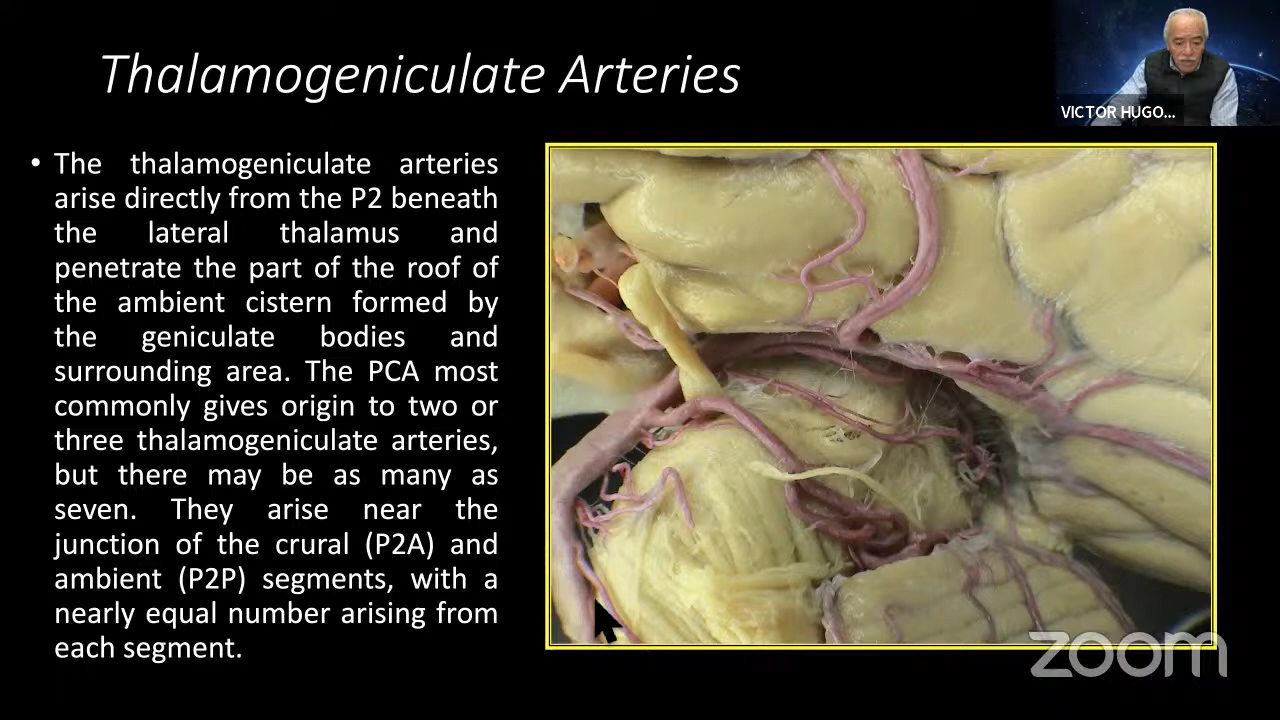 Thalamogeniculate Arteries
VICTOR HUGO...
• The thalamogeniculate arteries
arise directly from the P2 beneath
the lateral thalamus and
penetrate the part of the roof of
the ambient cistern formed by
the geniculate bodies and
surrounding area. The PCA most
commonly gives origin to two or
three thalamogeniculate arteries,
but there may be as many as
seven. They arise near the
junction of the crural (P2A) and
ambient (P2P) segments, with a
nearly equal number arising from
each segment.
zoom